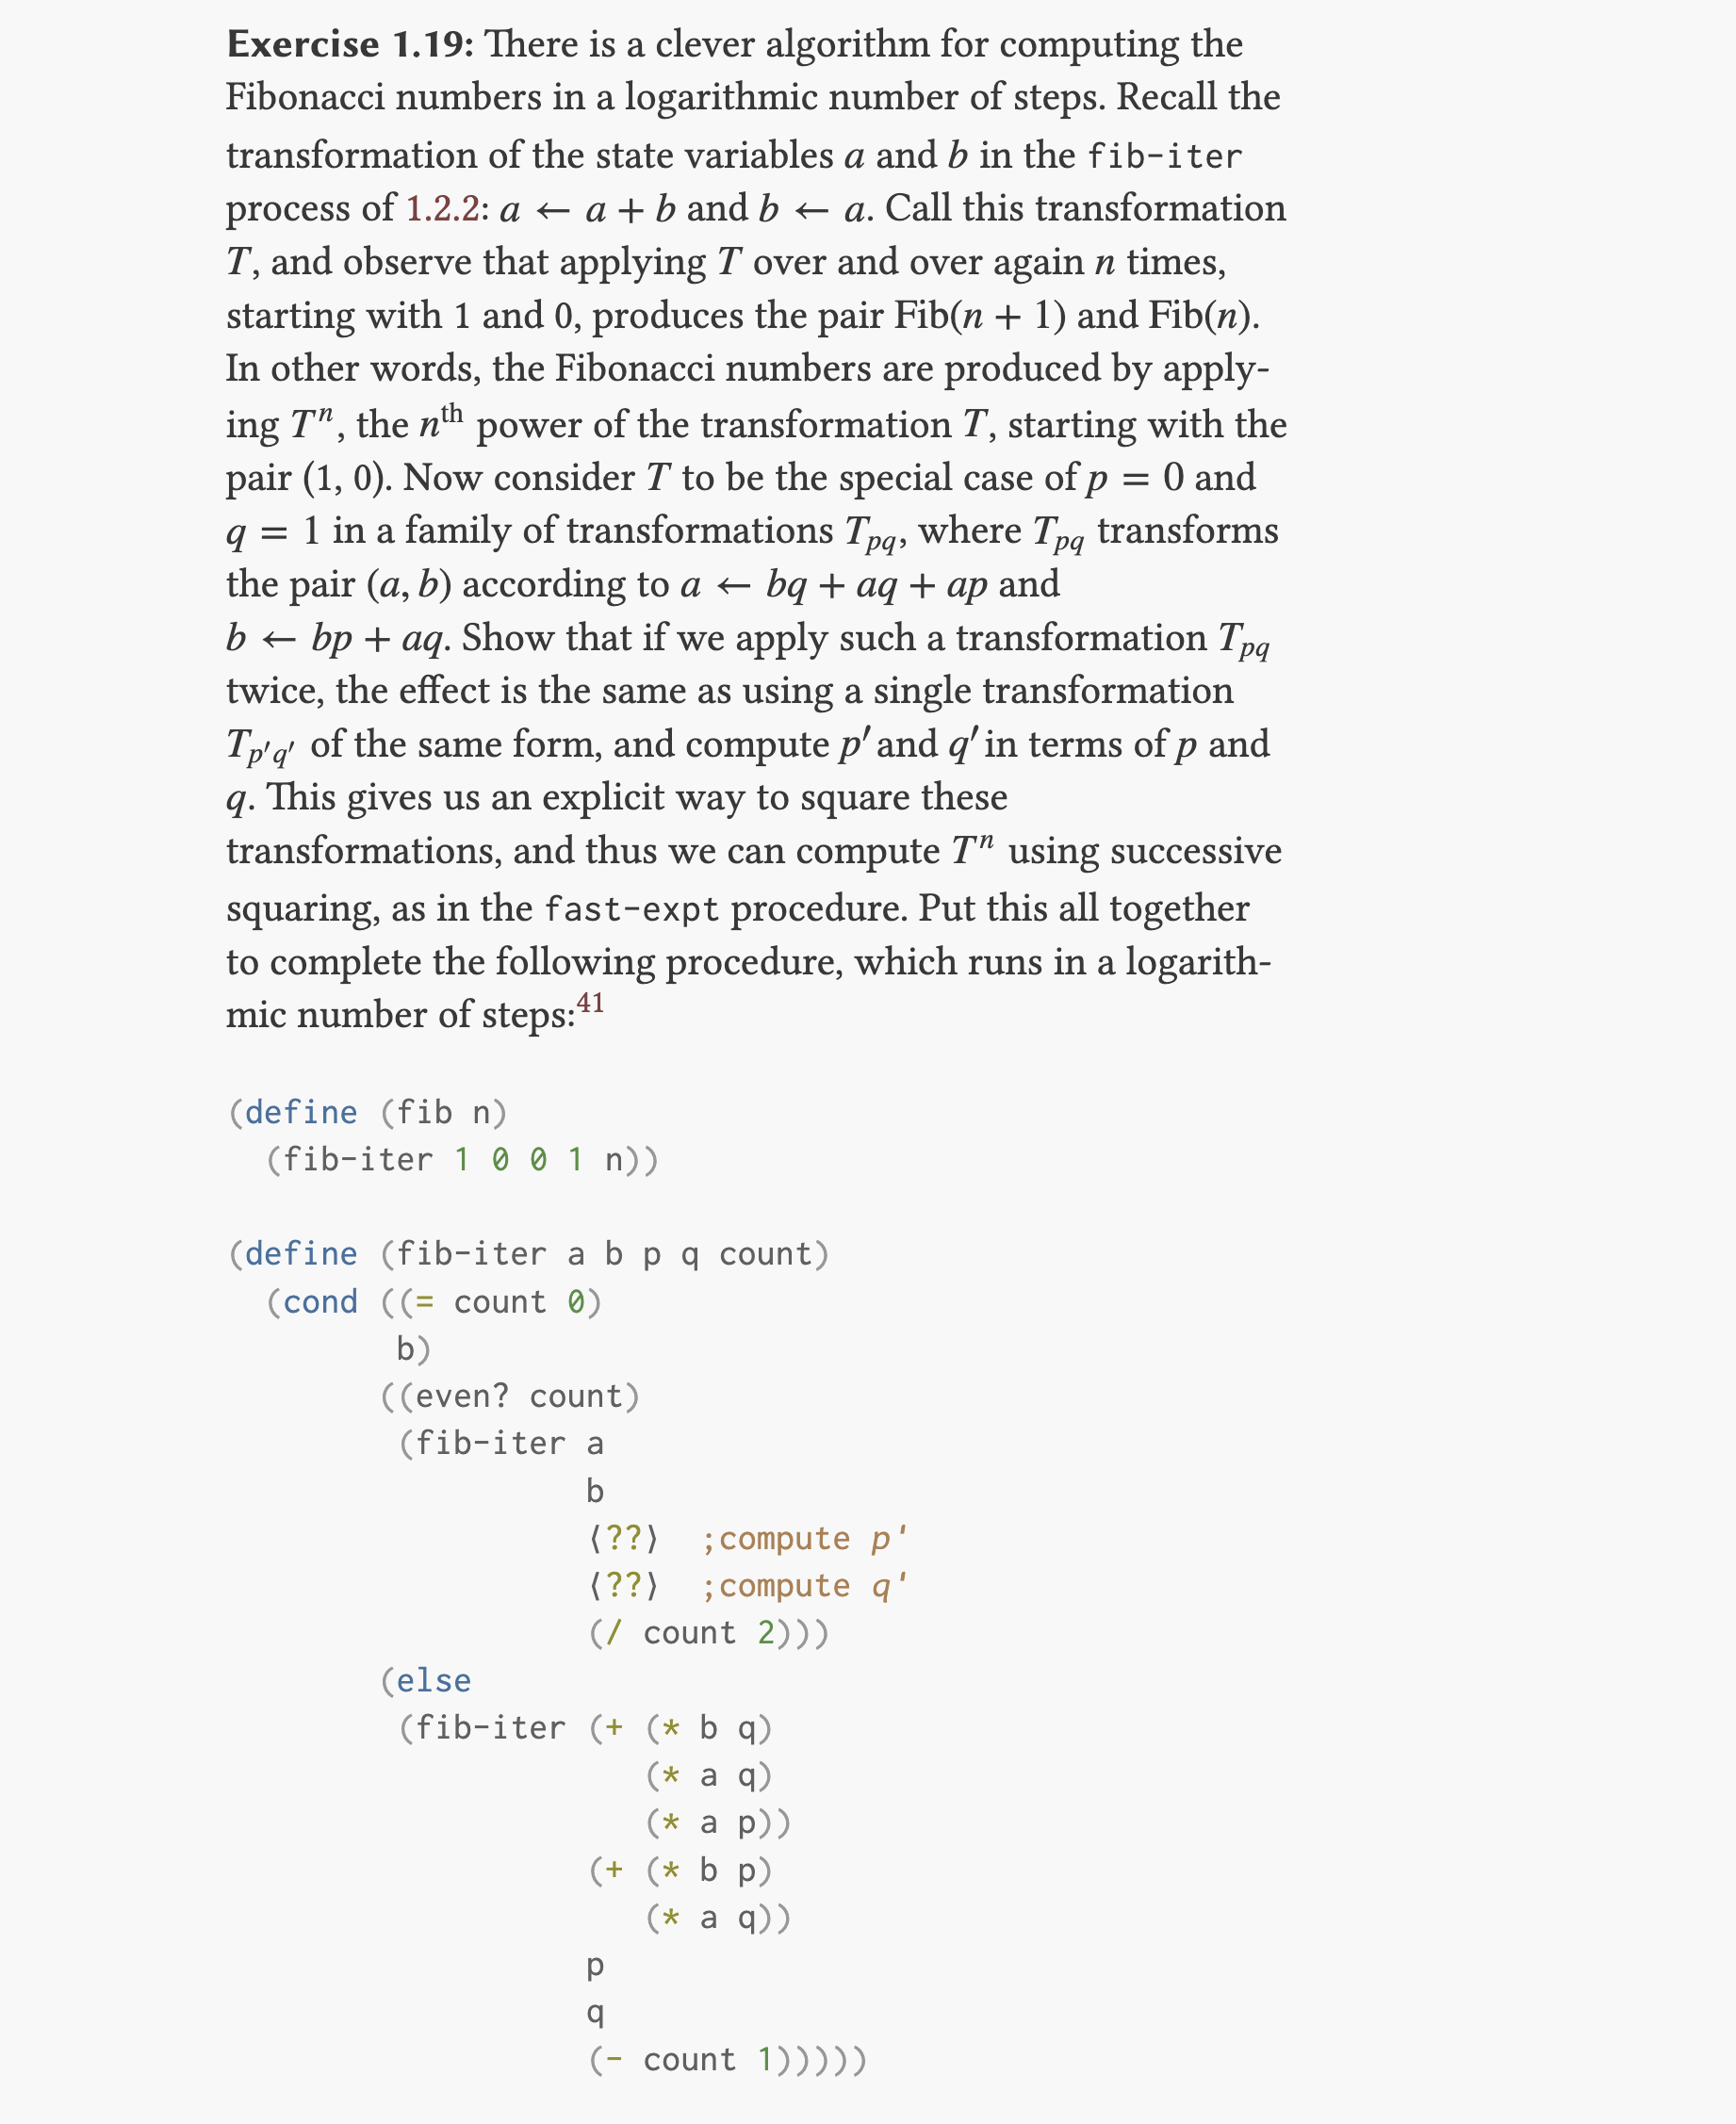 Exercise 1.19: There is a clever algorithm for computing the
Fibonacci numbers in a logarithmic number of steps. Recall the
transformation of the state variables a and b in the fib-iter
process of 1.2.2: a ← a + b and b ← a. Call this transformation
T, and observe that applying T over and over again n times,
starting with 1 and 0, produces the pair Fib(n + 1) and Fib(n).
In other words, the Fibonacci numbers are produced by apply-
ing Tⁿ, the nᵗʰ power of the transformation T, starting with the
pair (1, 0). Now consider T to be the special case of p = 0 and
q = 1 in a family of transformations T_{pq}, where T_{pq} transforms
the pair (a, b) according to a ← bq + aq + ap and
b ← bp + aq. Show that if we apply such a transformation T_{pq}
twice, the effect is the same as using a single transformation
T_{p′q′} of the same form, and compute p′ and q′ in terms of p and
q. This gives us an explicit way to square these
transformations, and thus we can compute Tⁿ using successive
squaring, as in the fast-expt procedure. Put this all together
to complete the following procedure, which runs in a logarith-
mic number of steps:⁴¹
(define (fib n)
  (fib-iter 1 0 0 1 n))
(define (fib-iter a b p q count)
  (cond ((= count 0)
         b)
        ((even? count)
         (fib-iter a
                   b
                   ⟨??⟩  ;compute p'
                   ⟨??⟩  ;compute q'
                   (/ count 2)))
        (else
         (fib-iter (+ (* b q)
                      (* a q)
                      (* a p))
                   (+ (* b p)
                      (* a q))
                   p
                   q
                   (- count 1)))))